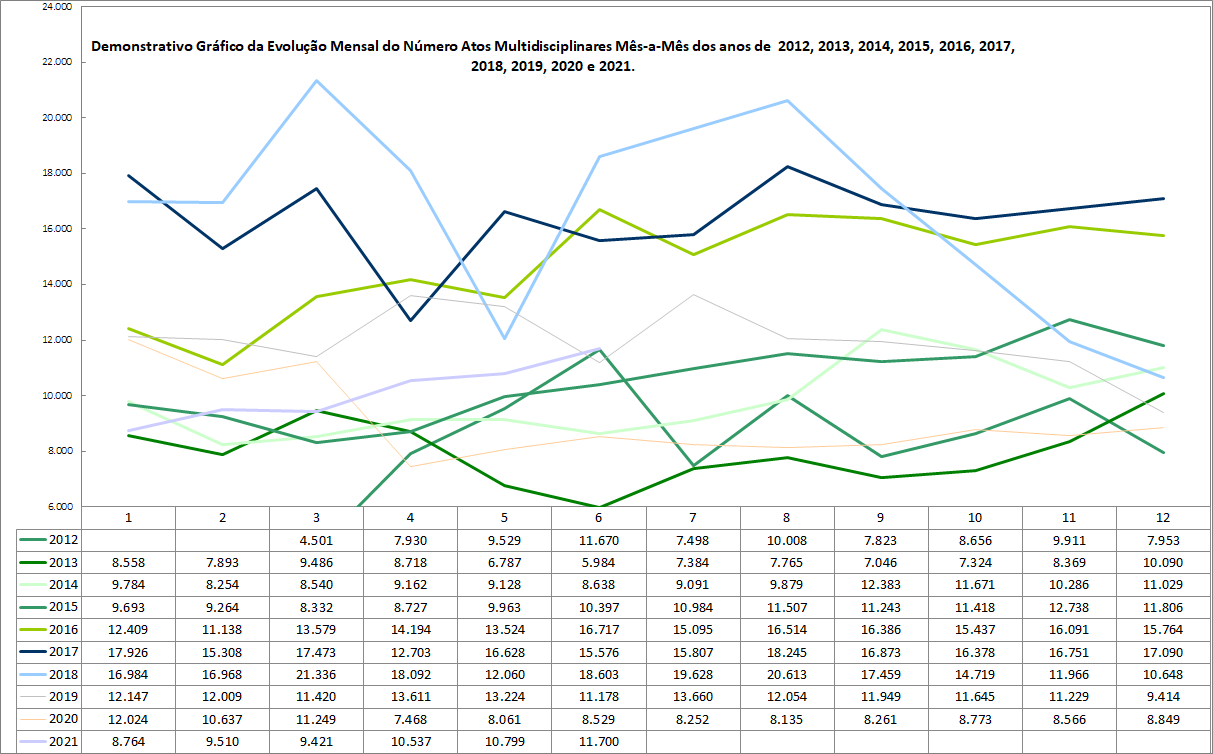 24.000
Demonstrativo Gráfico da Evolução Mensal do Número Atos Multidisciplinares Mês-a-Mês dos anos de 2012, 2013, 2014, 2015, 2016, 2017,
2018, 2019, 2020 e 2021.
22.000
20.000
18.000
16.000
14.000
12.000
10.000
8.000
6.000
1 2 3 4 5 6 7 8 9 10 11 12
2012 4.501 7.930 9.529 11.670 7.498 10.008 7.823 8.656 9.911 7.953
2013 8.558 7.893 9.486 8.718 6.787 5.984 7.384 7.765 7.046 7.324 8.369 10.090
2014 9.784 8.254 8.540 9.162 9.128 8.638 9.091 9.879 12.383 11.671 10.286 11.029
2015 9.693 9.264 8.332 8.727 9.963 10.397 10.984 11.507 11.243 11.418 12.738 11.806
2016 12.409 11.138 13.579 14.194 13.524 16.717 15.095 16.514 16.386 15.437 16.091 15.764
2017 17.926 15.308 17.473 12.703 16.628 15.576 15.807 18.245 16.873 16.378 16.751 17.090
2018 16.984 16.968 21.336 18.092 12.060 18.603 19.628 20.613 17.459 14.719 11.966 10.648
2019 12.147 12.009 11.420 13.611 13.224 11.178 13.660 12.054 11.949 11.645 11.229 9.414
2020 12.024 10.637 11.249 7.468 8.061 8.529 8.252 8.135 8.261 8.773 8.566 8.849
2021 8.764 9.510 9.421 10.537 10.799 11.700